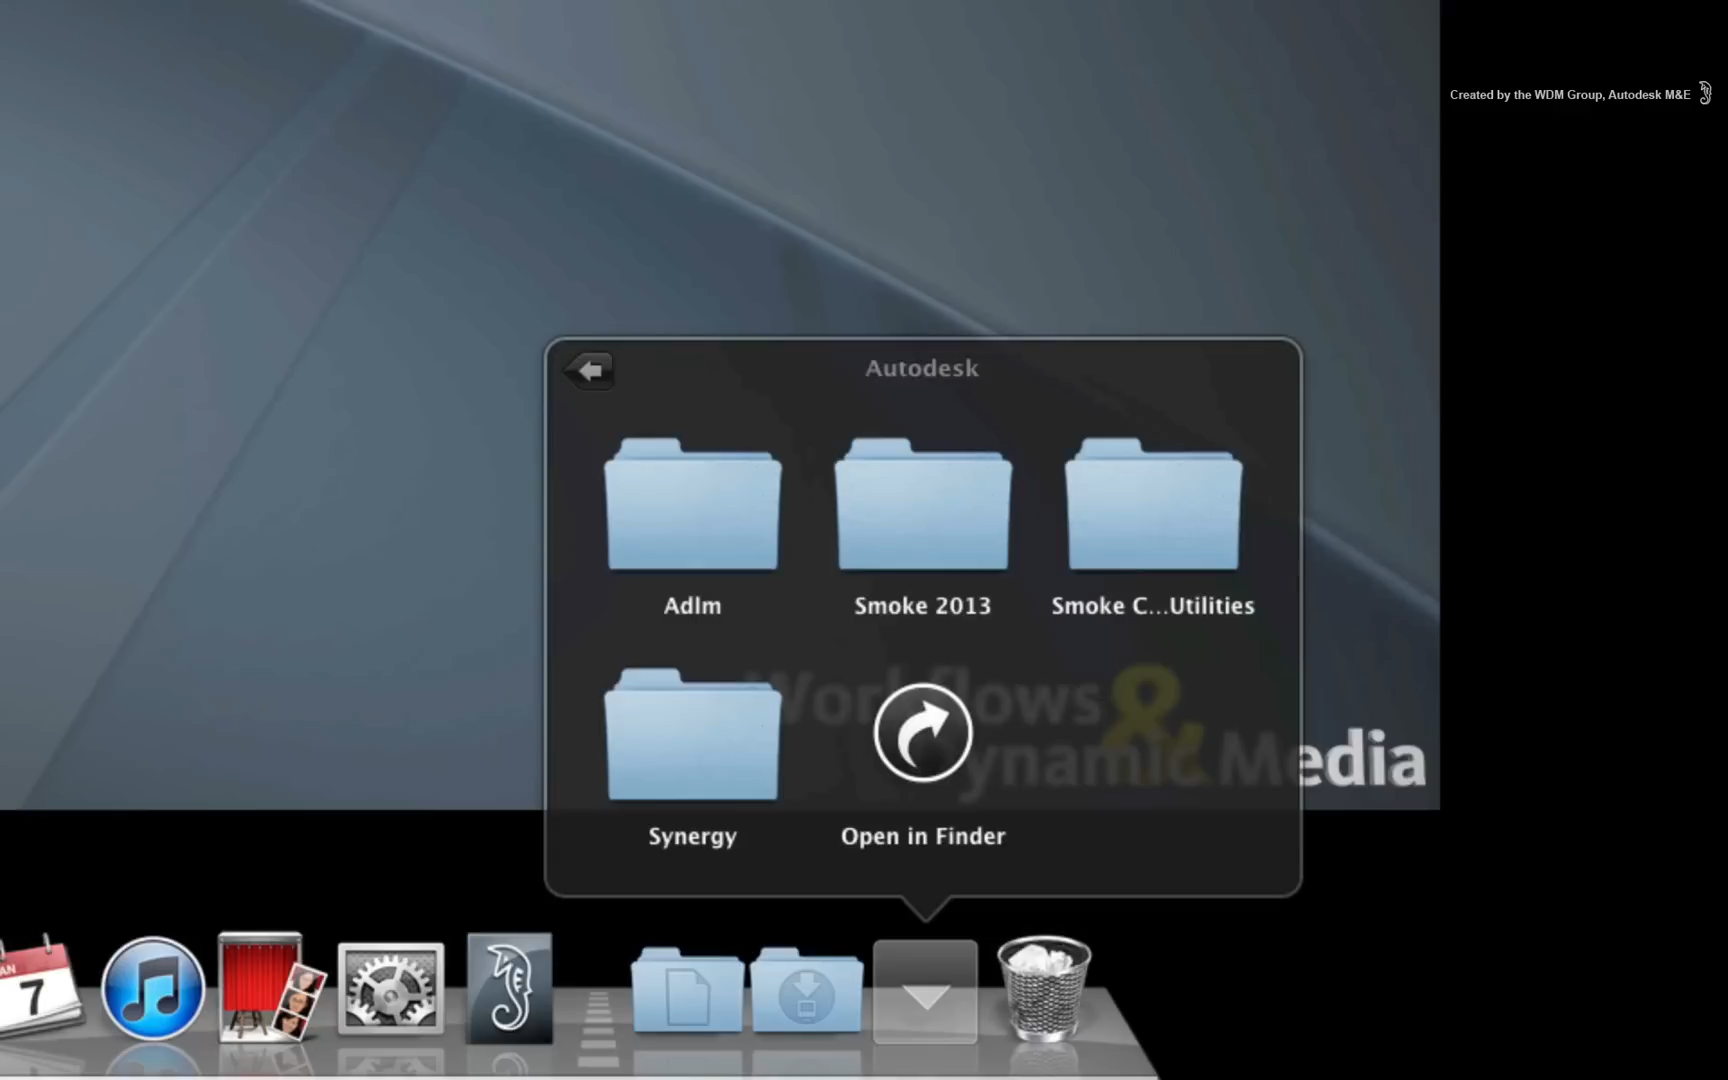 Created by the WDM Group, Autodesk M&E
Autodesk
Adlm
Smoke 2013
Smoke C...Utilities
Synergy
Open in Finder
Workflows &
Dynamic Media
JAN
7